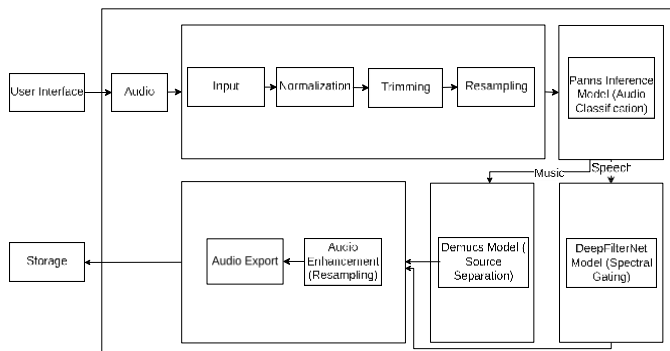 User Interface
Audio
Input
Normalization
Trimming
Resampling
Panns Inference
Model (Audio
Classification)
Music
Speech
Storage
Audio Export
Audio
Enhancement
(Resampling)
Demucs Model (
Source
Separation)
DeepFilterNet
Model (Spectral
Gating)